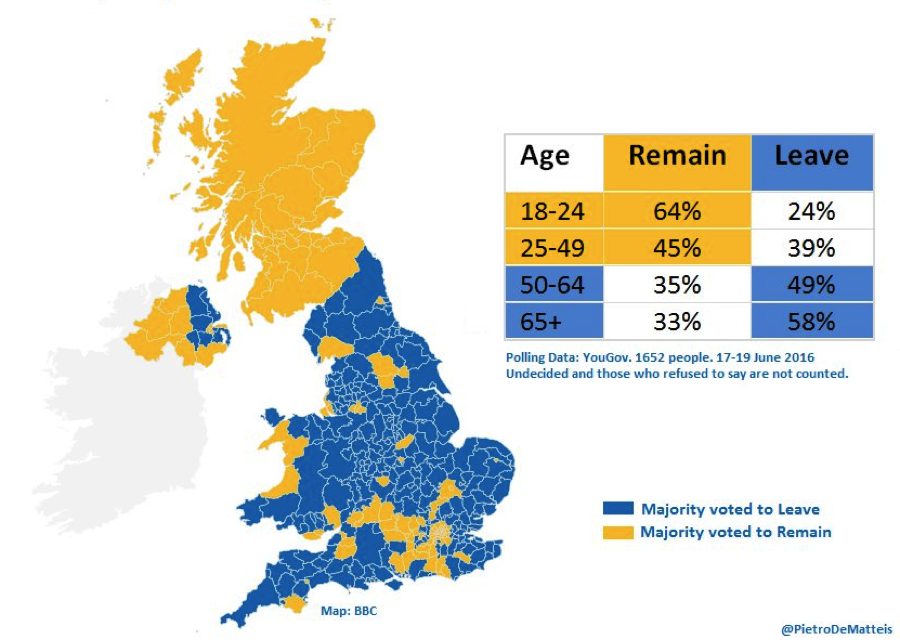 Age Remain Leave
18-24 64% 24%
25-49 45% 39%
50-64 35% 49%
65+ 33% 58%
Polling Data: YouGov. 1652 people. 17-19 June 2016
Undecided and those who refused to say are not counted.
Majority voted to Leave
Majority voted to Remain
Map: BBC
@PietroDeMatteis